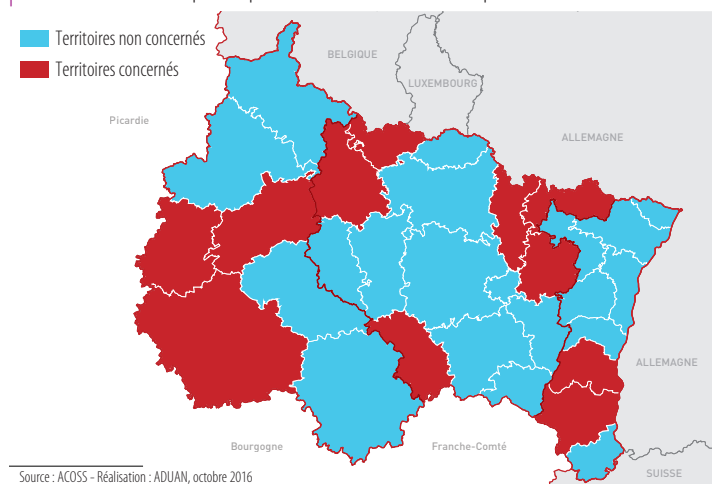 Territoires non concernés
Territoires concernés
BELGIQUE
LUXEMBOURG
Picardie
ALLEMAGNE
ALLEMAGNE
Bourgogne
Franche-Comté
SUISSE
Source : ACOSS - Réalisation : ADUAN, octobre 2016